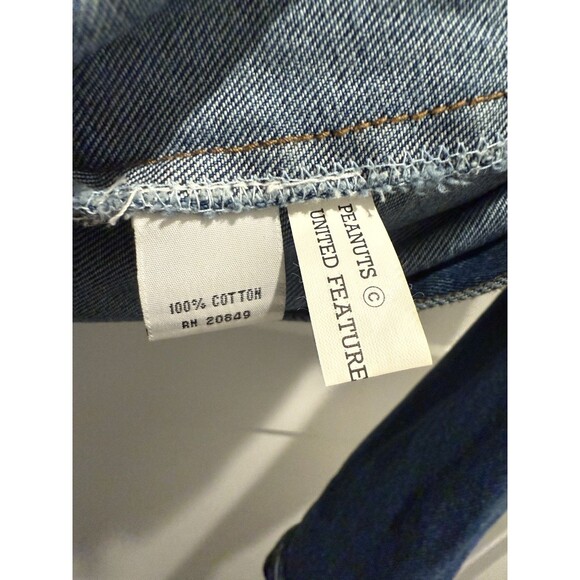 100% COTTON
RN 20849
PEANUTS ©
UNITED FEATURE